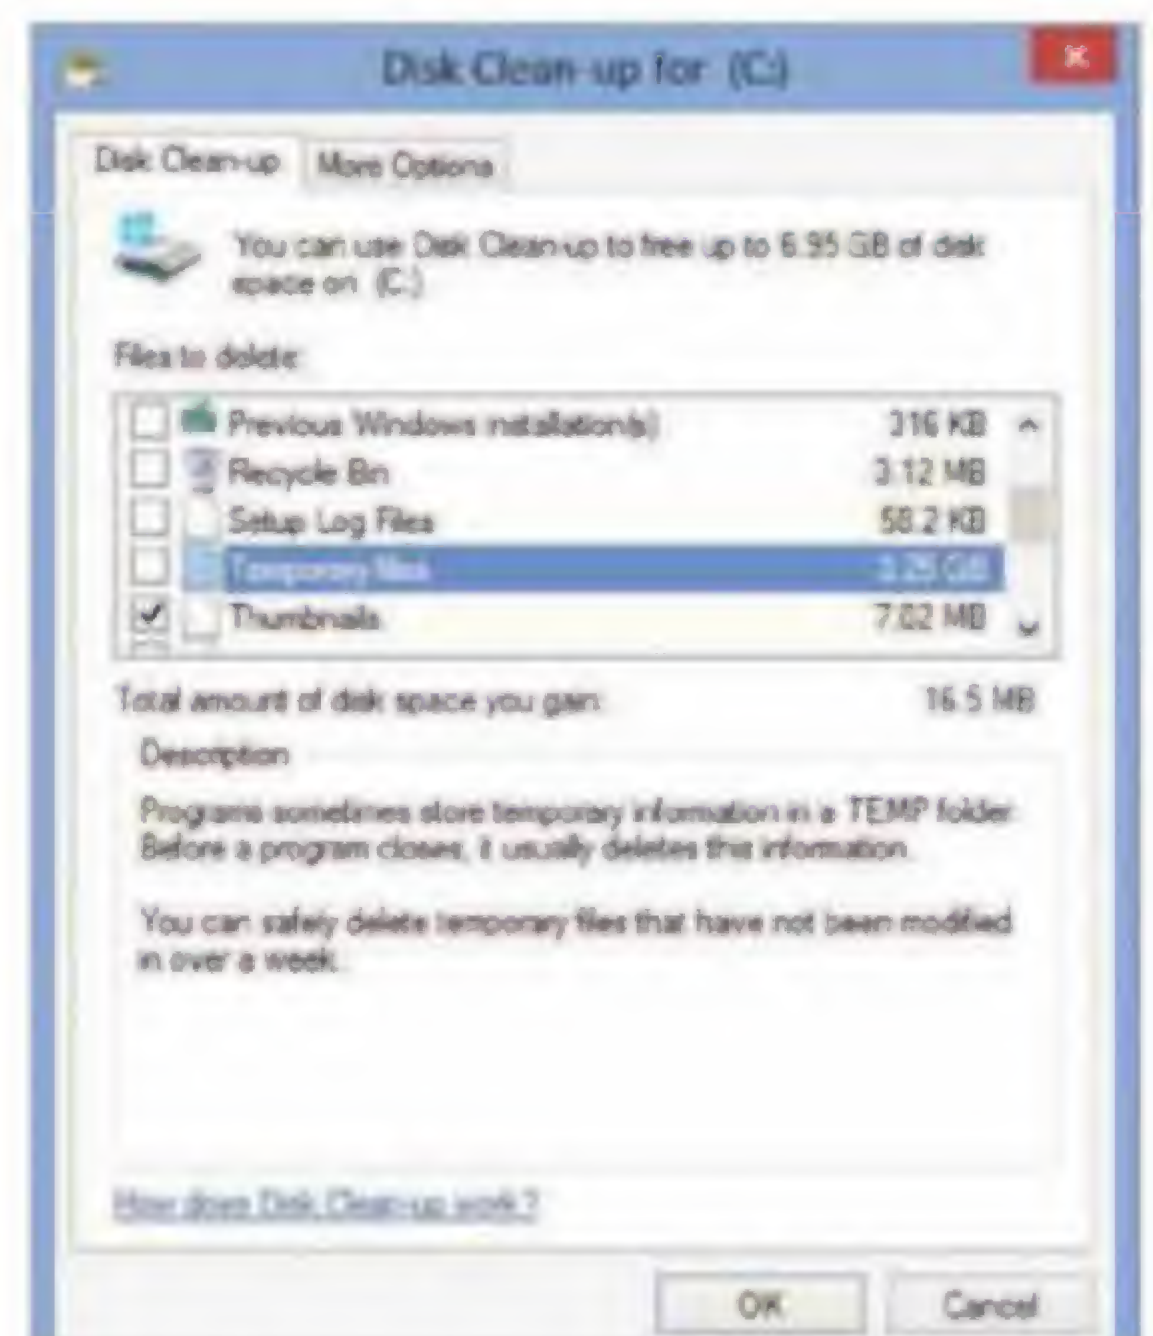 Disk Clean-up for (C:)
Disk Clean-up
More Options
You can use Disk Clean-up to free up to 6.95 GB of disk
space on (C:)
Files to delete:
Previous Windows installation(s) 316 KB
Recycle Bin 3.12 MB
Setup Log Files 58.2 KB
Temporary files GB
Thumbnails 7.02 MB
Total amount of disk space you gain: 16.5 MB
Description
Programs sometimes store temporary information in a TEMP folder.
Before a program closes, it usually deletes this information.
You can safely delete temporary files that have not been modified
in over a week.
How does Disk Clean-up work?
OK
Cancel